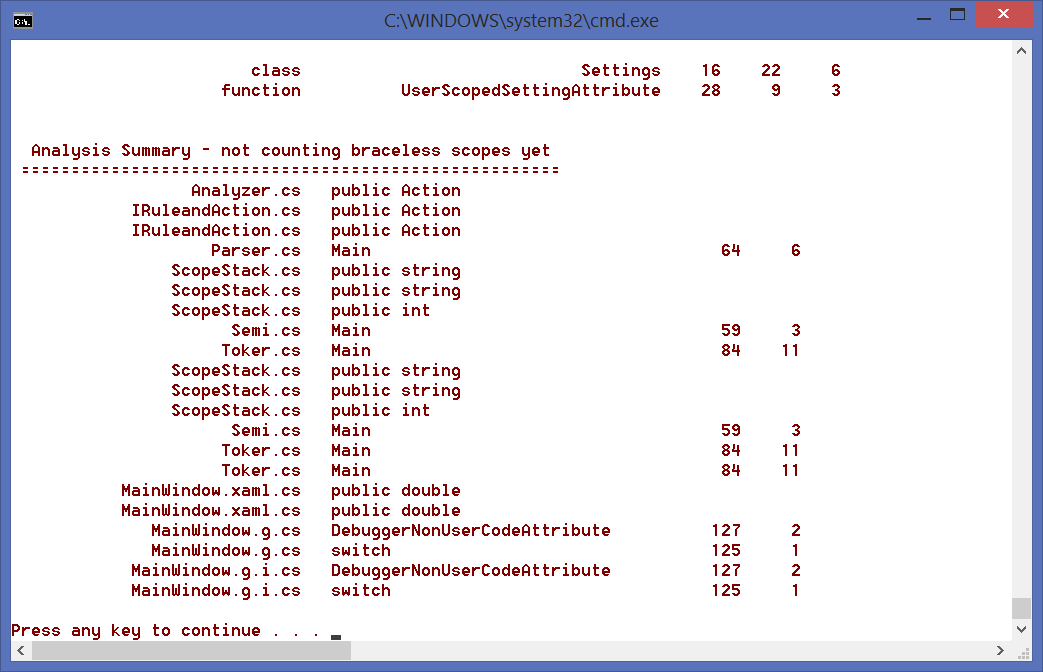 C:\WINDOWS\system32\cmd.exe
class Settings 16 22 6
function UserScopedSettingAttribute 28 9 3
Analysis Summary - not counting braceless scopes yet
======================================================
Analyzer.cs public Action
IRuleandAction.cs public Action
IRuleandAction.cs public Action
Parser.cs Main 64 6
ScopeStack.cs public string
ScopeStack.cs public string
ScopeStack.cs public int
Semi.cs Main 59 3
Toker.cs Main 84 11
ScopeStack.cs public string
ScopeStack.cs public string
ScopeStack.cs public int
Semi.cs Main 59 3
Toker.cs Main 84 11
Toker.cs Main 84 11
MainWindow.xaml.cs public double
MainWindow.xaml.cs public double
MainWindow.g.cs DebuggerNonUserCodeAttribute 127 2
MainWindow.g.cs switch 125 1
MainWindow.g.i.cs DebuggerNonUserCodeAttribute 127 2
MainWindow.g.i.cs switch 125 1
Press any key to continue . . . _